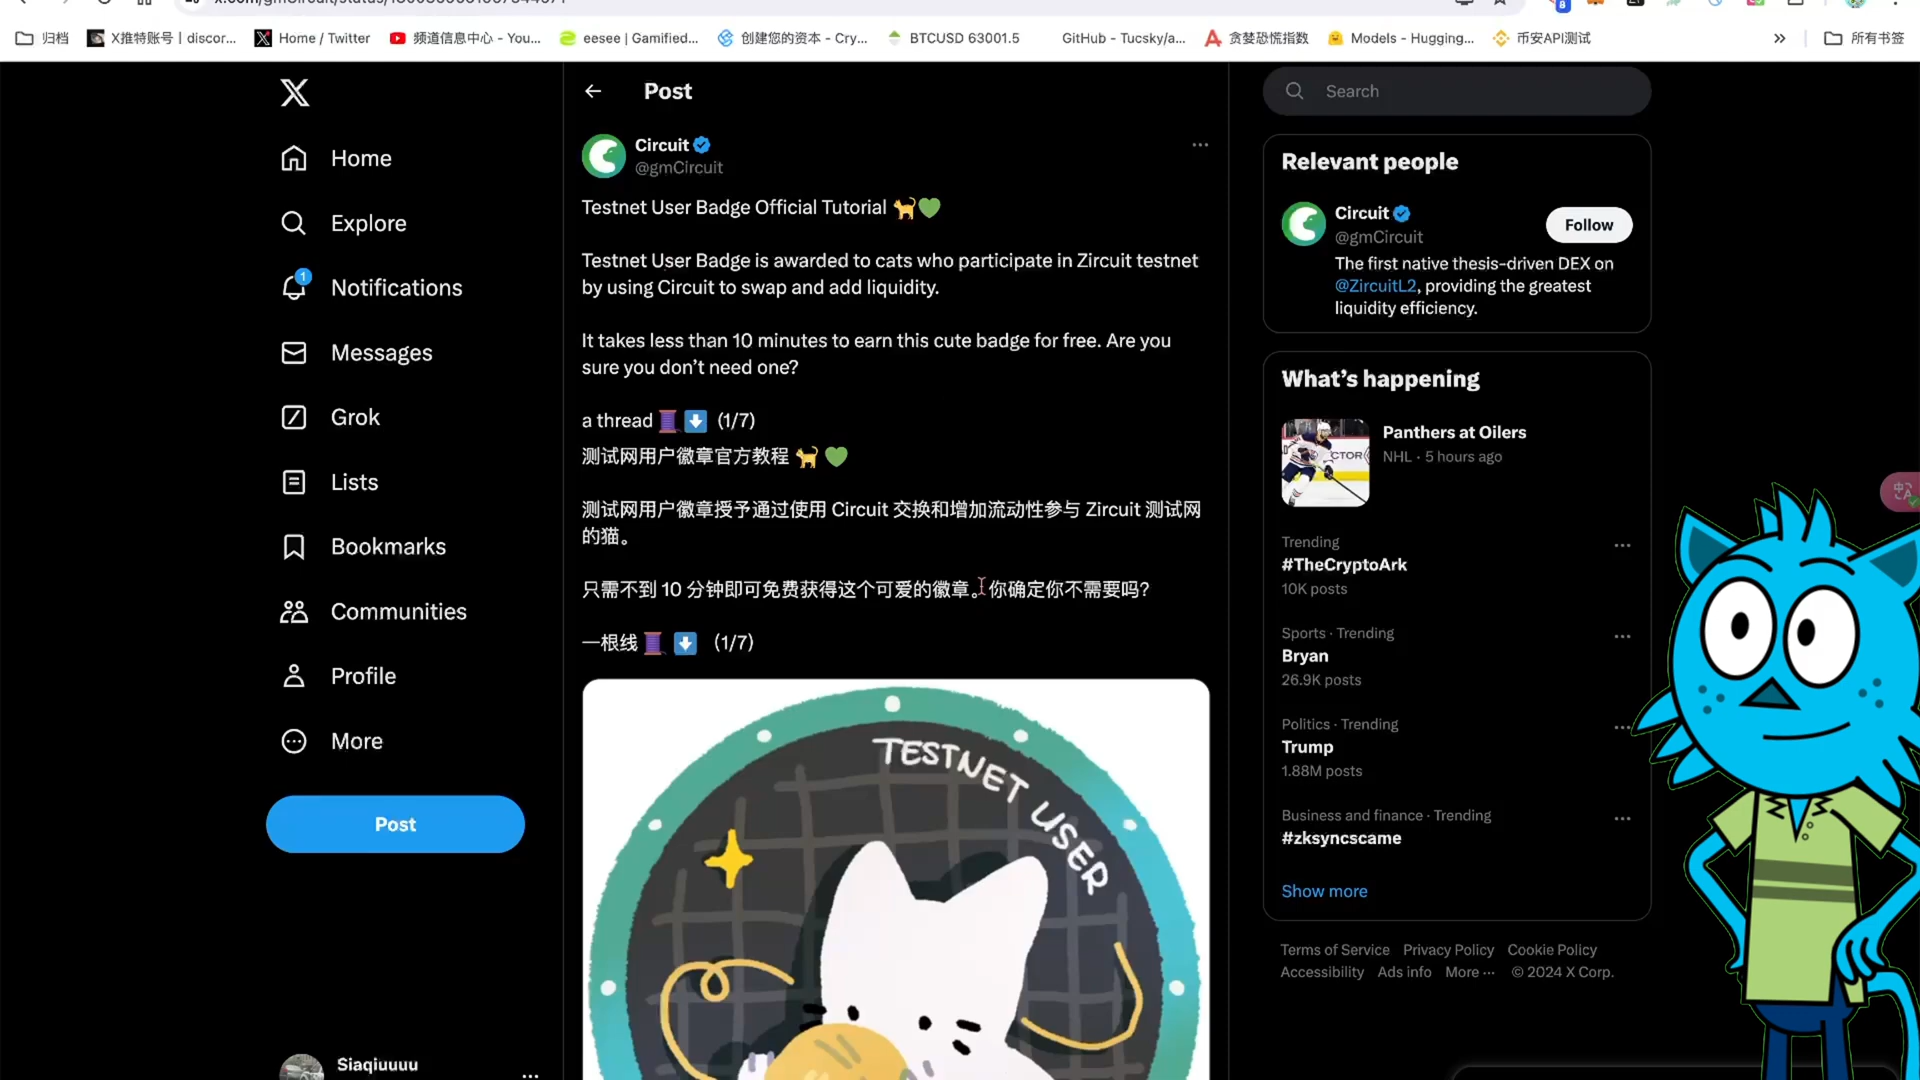 归档
X推特账号 | discor...
Home / Twitter
频道信息中心 - You...
eesee | Gamified...
创建您的资本 - Cry...
BTCUSD 63001.5
GitHub - Tucsky/a...
贪婪恐慌指数
Models - Hugging...
币安API测试
»
所有书签
Home
Explore
1
Notifications
Messages
Grok
Lists
Bookmarks
Communities
Profile
More
Post
Siaqiuuuu
Post
Circuit
@gmCircuit
Testnet User Badge Official Tutorial 🐈💚
Testnet User Badge is awarded to cats who participate in Zircuit testnet
by using Circuit to swap and add liquidity.
It takes less than 10 minutes to earn this cute badge for free. Are you
sure you don’t need one?
a thread 🧵⬇️ (1/7)
测试网用户徽章官方教程 🐈💚
测试网用户徽章授予通过使用 Circuit 交换和增加流动性参与 Zircuit 测试网
的猫。
只需不到 10 分钟即可免费获得这个可爱的徽章。你确定你不需要吗?
一根线 🧵⬇️ (1/7)
TESTNET USER
Search
Relevant people
Circuit
@gmCircuit
Follow
The first native thesis-driven DEX on
@ZircuitL2, providing the greatest
liquidity efficiency.
What’s happening
Panthers at Oilers
NHL · 5 hours ago
Trending
#TheCryptoArk
10K posts
Sports · Trending
Bryan
26.9K posts
Politics · Trending
Trump
1.88M posts
Business and finance · Trending
#zksyncscame
Show more
Terms of Service Privacy Policy Cookie Policy
Accessibility Ads info More ··· © 2024 X Corp.